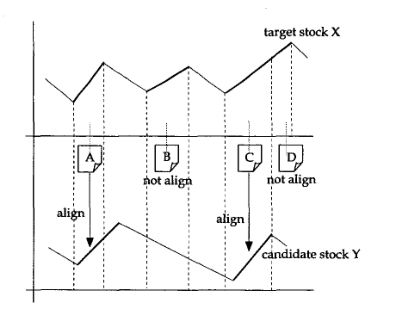 target stock X
A
B
C
D
not align
not align
align
align
candidate stock Y